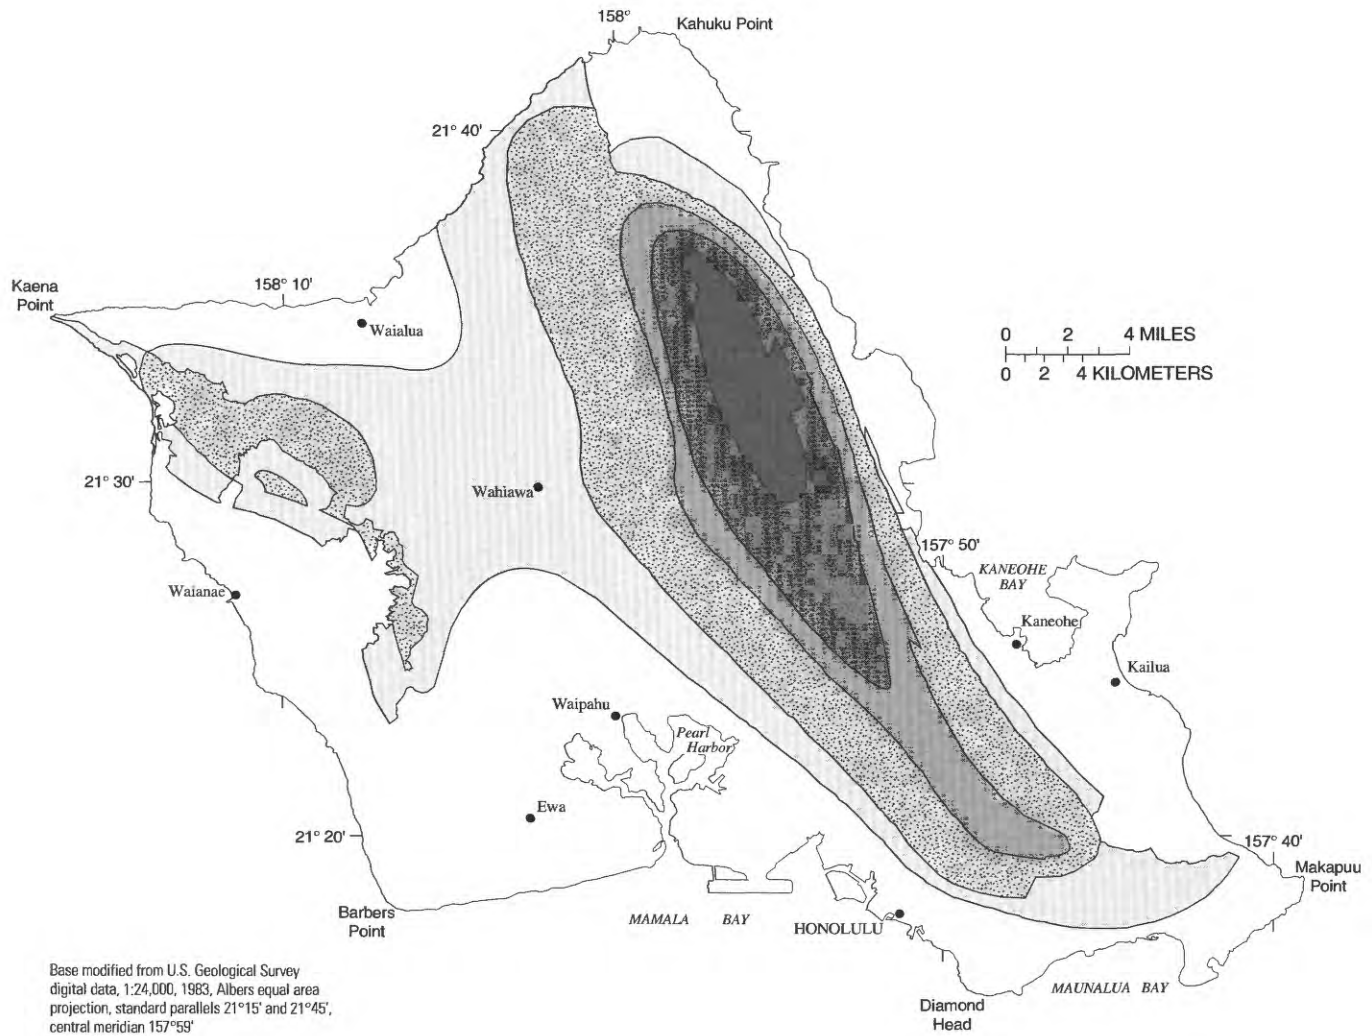 158°
Kahuku Point
21° 40'
Kaena
Point
158° 10'
Waialua
0 2 4 MILES
0 2 4 KILOMETERS
21° 30'
Wahiawa
157° 50'
KANEOHE
BAY
Waianae
Kaneohe
Kailua
Waipahu
Pearl
Harbor
Ewa
21° 20'
157° 40'
Makapuu
Point
Barbers
Point
MAMALA BAY
HONOLULU
MAUNALUA BAY
Diamond
Head
Base modified from U.S. Geological Survey
digital data, 1:24,000, 1983, Albers equal area
projection, standard parallels 21°15' and 21°45',
central meridian 157°59'